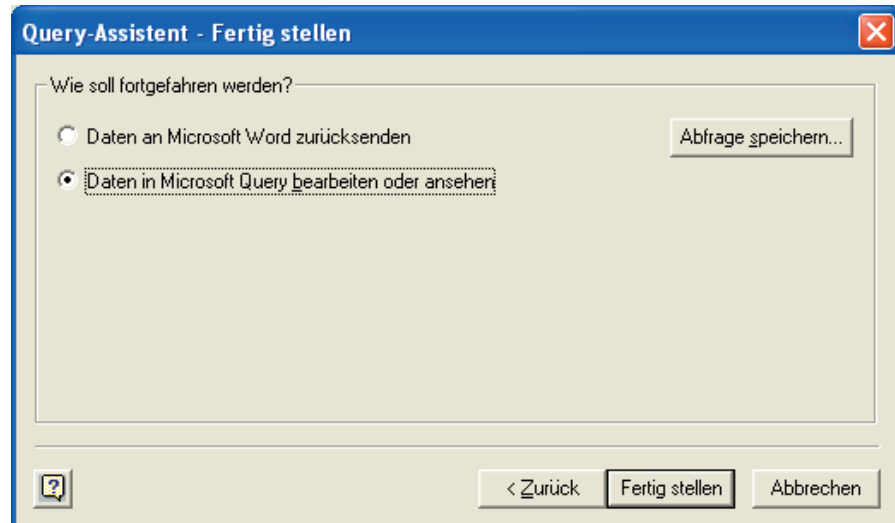 Query-Assistent - Fertig stellen
Wie soll fortgefahren werden?
Daten an Microsoft Word zurücksenden
Abfrage speichern...
Daten in Microsoft Query bearbeiten oder ansehen
< Zurück
Fertig stellen
Abbrechen